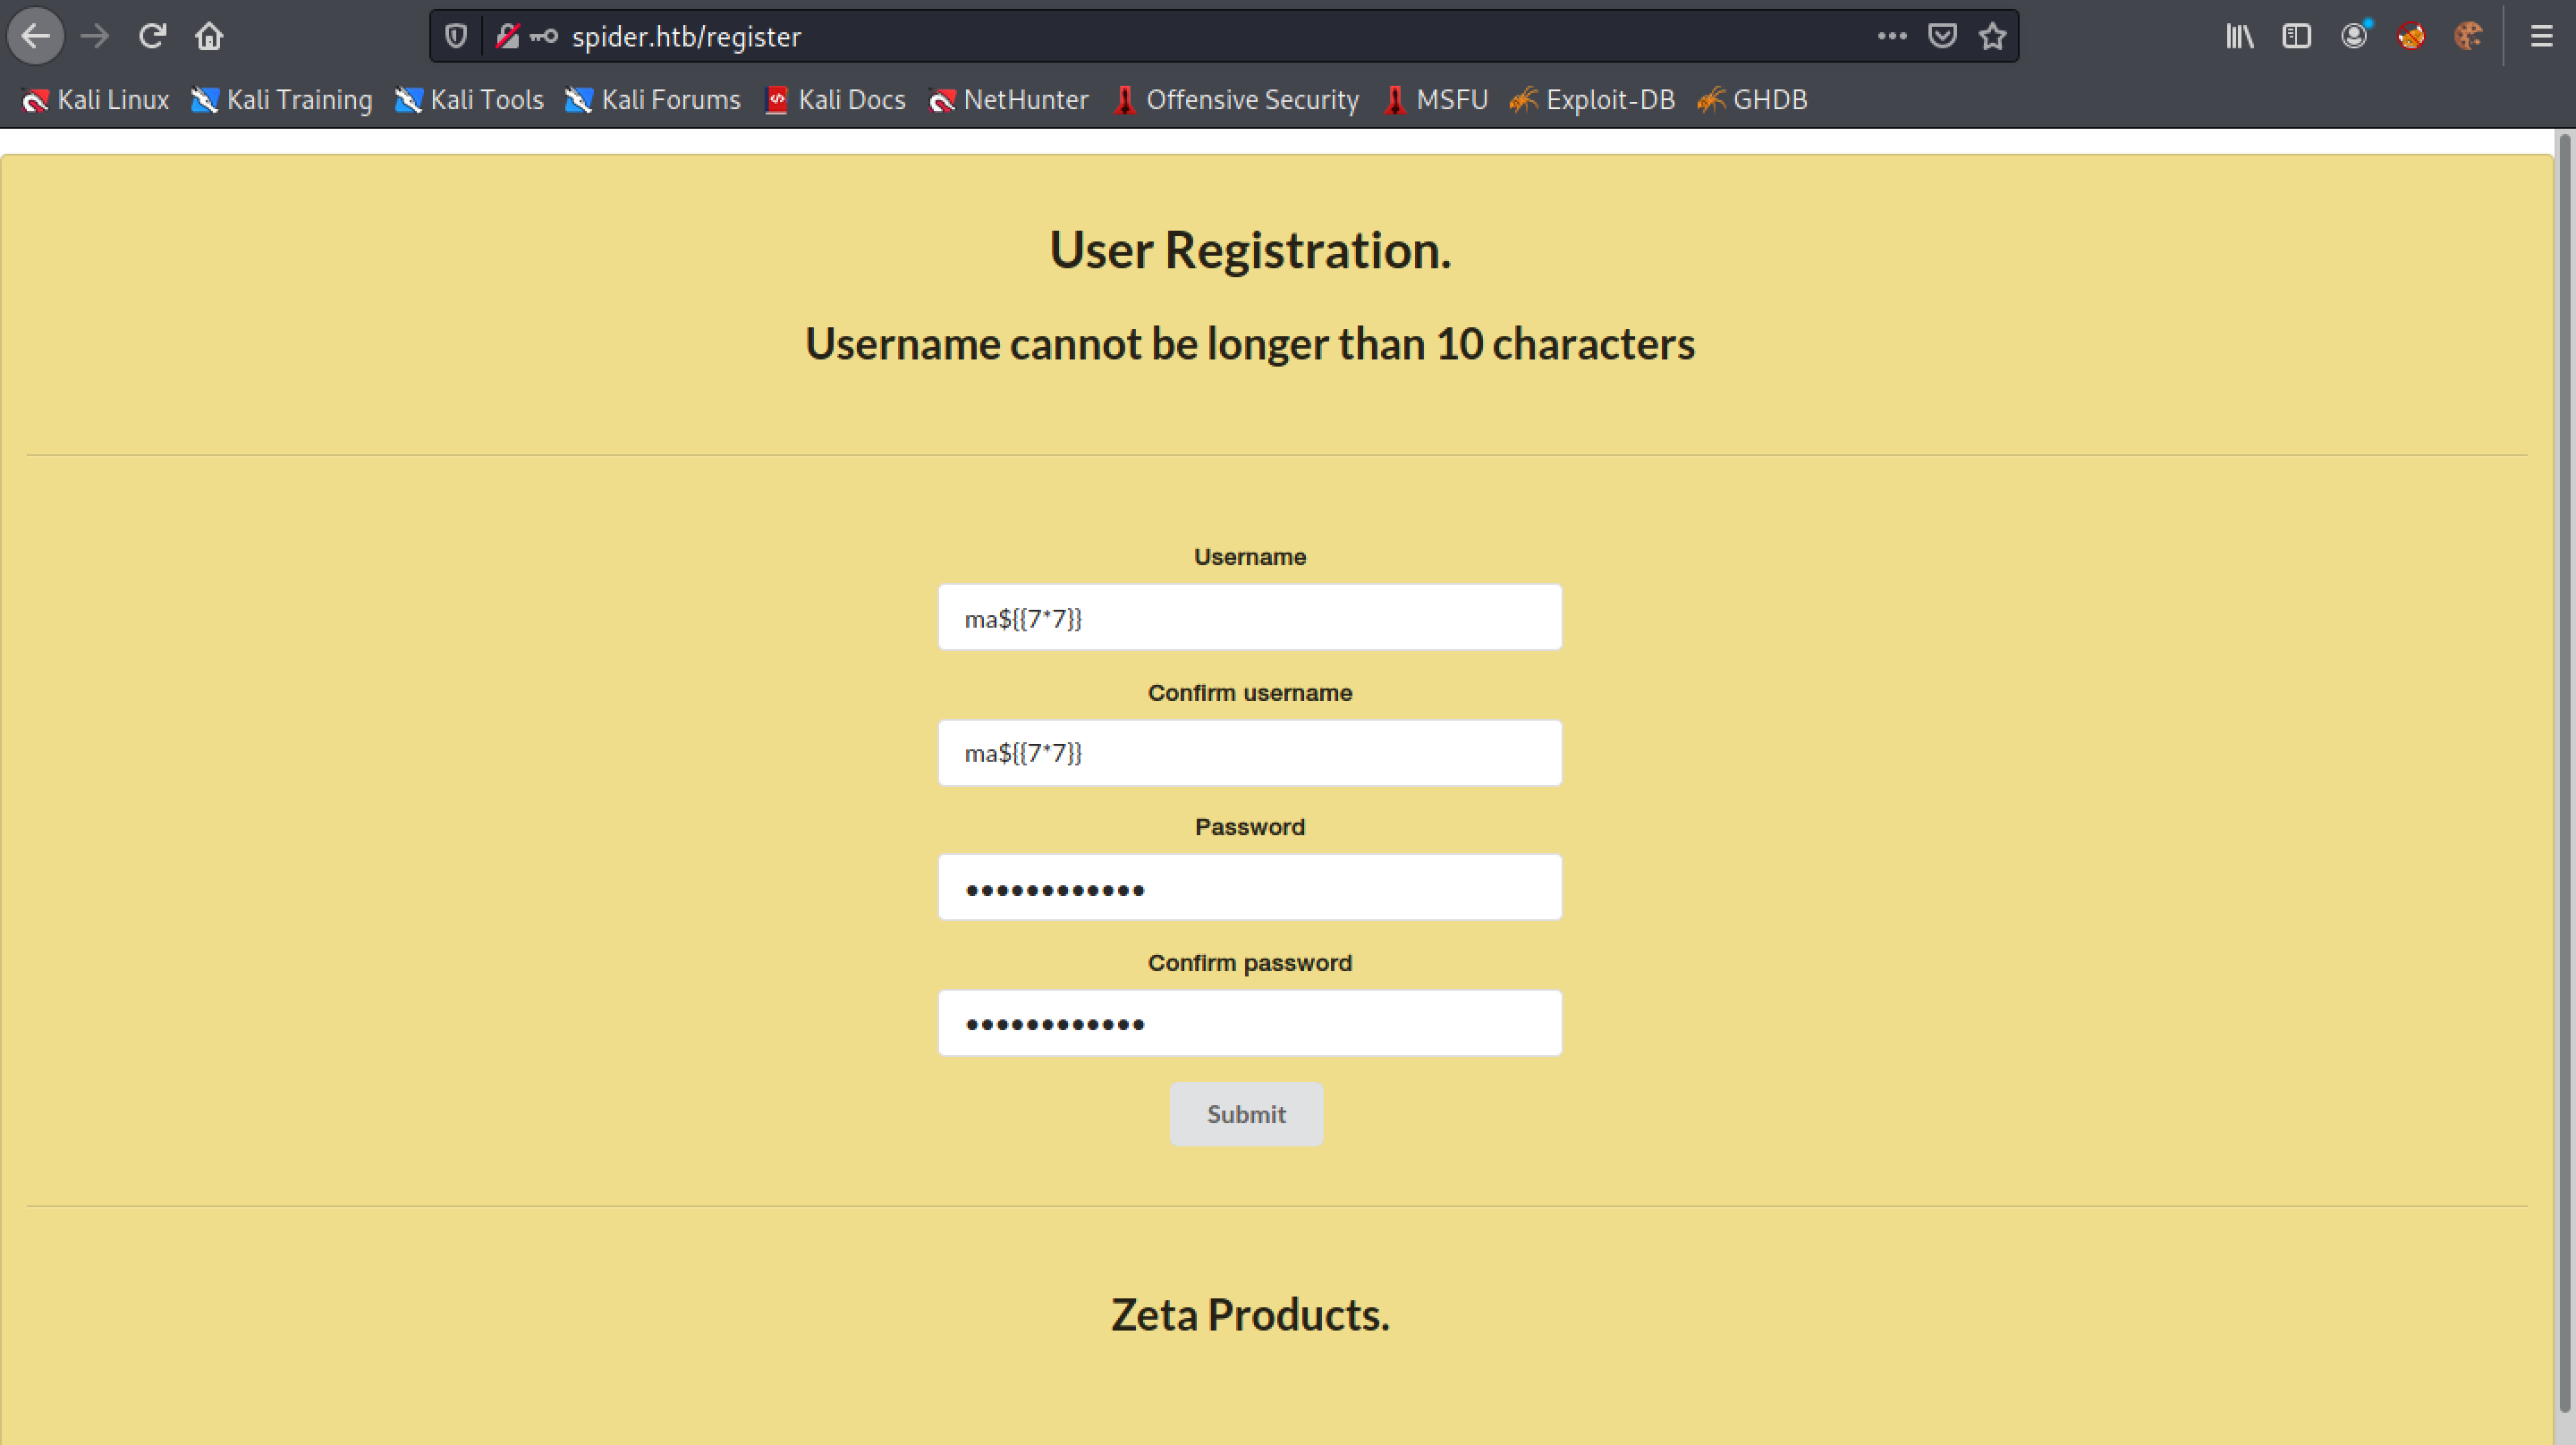 spider.htb/register
Kali Linux Kali Training Kali Tools Kali Forums Kali Docs NetHunter Offensive Security MSFU Exploit-DB GHDB
User Registration.
Username cannot be longer than 10 characters
Username
ma${{7*7}}
Confirm username
ma${{7*7}}
Password
••••••••••••
Confirm password
••••••••••••
Submit
Zeta Products.